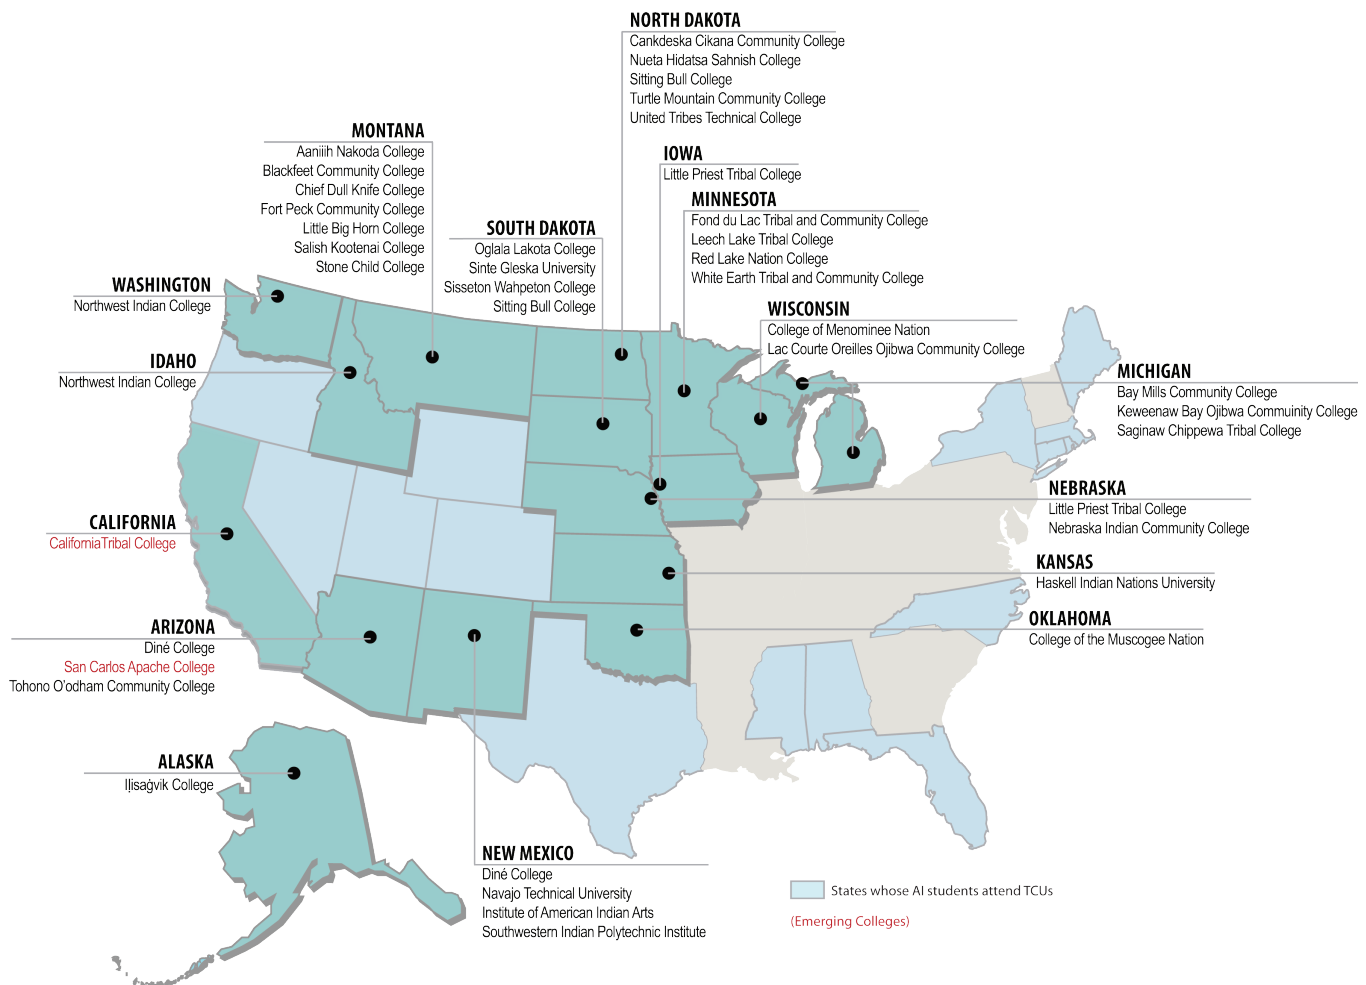 NORTH DAKOTA
Cankdeska Cikana Community College
Nueta Hidatsa Sahnish College
Sitting Bull College
Turtle Mountain Community College
United Tribes Technical College
MONTANA
Aaniiih Nakoda College
Blackfeet Community College
Chief Dull Knife College
Fort Peck Community College
Little Big Horn College
Salish Kootenai College
Stone Child College
IOWA
Little Priest Tribal College
MINNESOTA
Fond du Lac Tribal and Community College
Leech Lake Tribal College
Red Lake Nation College
White Earth Tribal and Community College
SOUTH DAKOTA
Oglala Lakota College
Sinte Gleska University
Sisseton Wahpeton College
Sitting Bull College
WASHINGTON
Northwest Indian College
WISCONSIN
College of Menominee Nation
Lac Courte Oreilles Ojibwa Community College
IDAHO
Northwest Indian College
MICHIGAN
Bay Mills Community College
Keweenaw Bay Ojibwa Commuinity College
Saginaw Chippewa Tribal College
NEBRASKA
Little Priest Tribal College
Nebraska Indian Community College
CALIFORNIA
CaliforniaTribal College
KANSAS
Haskell Indian Nations University
OKLAHOMA
College of the Muscogee Nation
ARIZONA
Diné College
San Carlos Apache College
Tohono O'odham Community College
ALASKA
Iḷisaġvik College
NEW MEXICO
Diné College
Navajo Technical University
Institute of American Indian Arts
Southwestern Indian Polytechnic Institute
States whose AI students attend TCUs
(Emerging Colleges)